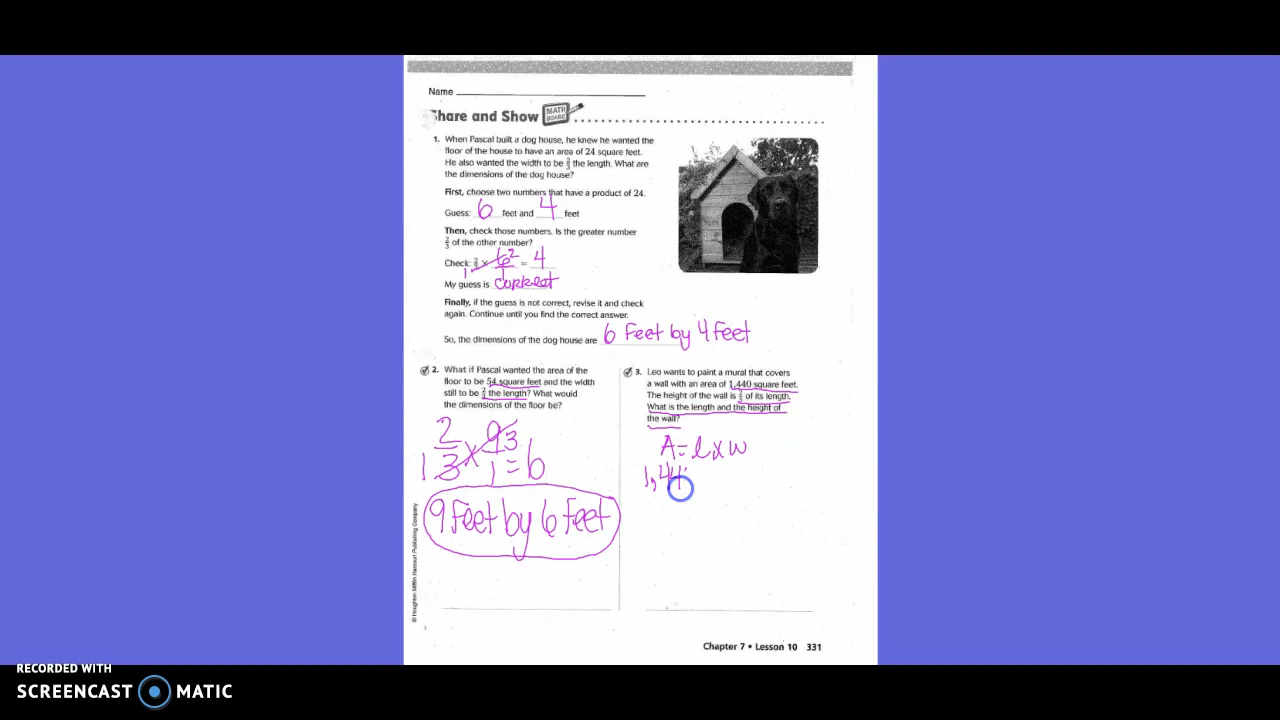 Name
Share and Show MATH BOARD
1. When Pascal built a dog house, he knew he wanted the
floor of the house to have an area of 24 square feet.
He also wanted the width to be 2/3 the length. What are
the dimensions of the dog house?
First, choose two numbers that have a product of 24.
Guess: 6 feet and 4 feet
Then, check those numbers. Is the greater number
2/3 of the other number?
Check: 2/3 × 6 2 = 4
1 1
My guess is correct
Finally, if the guess is not correct, revise it and check
again. Continue until you find the correct answer.
So, the dimensions of the dog house are 6 feet by 4 feet
2. What if Pascal wanted the area of the
floor to be 54 square feet and the width
still to be 2/3 the length? What would
the dimensions of the floor be?
2 9 3
1 3 × 1 = 6
9 feet by 6 feet
3. Leo wants to paint a mural that covers
a wall with an area of 1,440 square feet.
The height of the wall is 2/5 of its length.
What is the length and the height of
the wall?
A = l x w
1,44
© Houghton Mifflin Harcourt Publishing Company
Chapter 7 • Lesson 10 331
RECORDED WITH
SCREENCAST MATIC